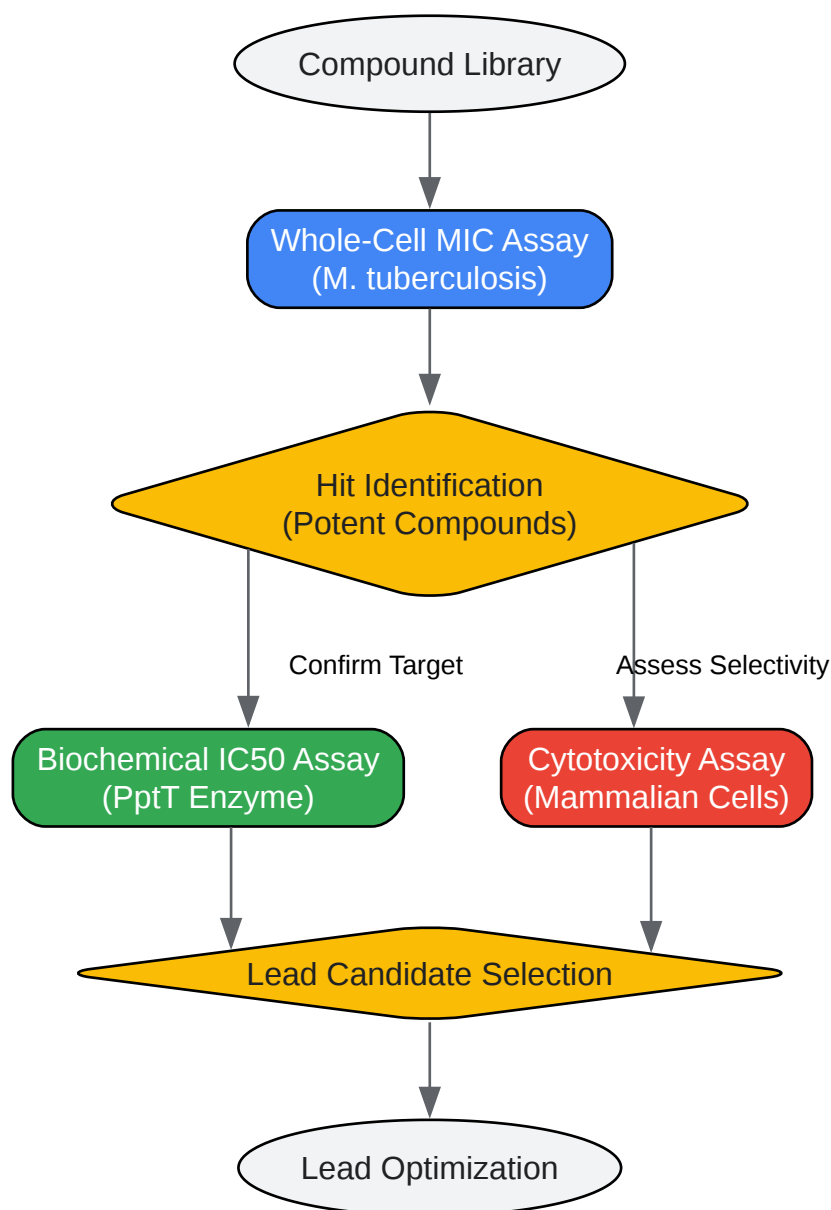 Compound Library
Whole-Cell MIC Assay
(M. tuberculosis)
Hit Identification
(Potent Compounds)
Confirm Target
Assess Selectivity
Biochemical IC50 Assay
(PptT Enzyme)
Cytotoxicity Assay
(Mammalian Cells)
Lead Candidate Selection
Lead Optimization